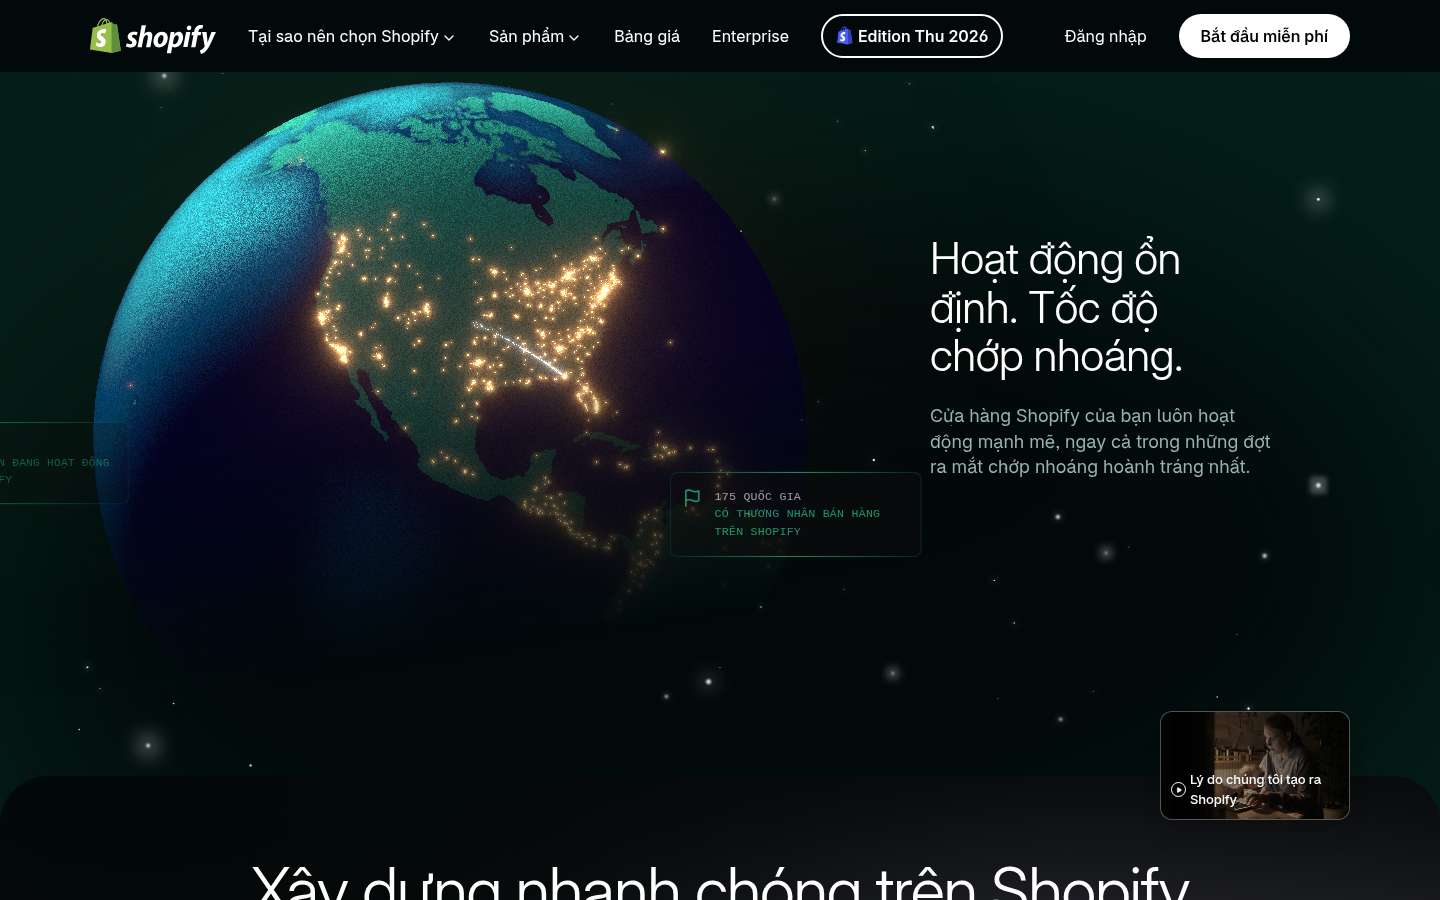 shopify
Tại sao nên chọn Shopify
Sản phẩm
Bảng giá
Enterprise
Edition Thu 2026
Đăng nhập
Bắt đầu miễn phí
Hoạt động ổn
định. Tốc độ
chớp nhoáng.
Cửa hàng Shopify của bạn luôn hoạt
động mạnh mẽ, ngay cả trong những đợt
ra mắt chớp nhoáng hoành tráng nhất.
ĐANG HOẠT ĐỘNG
175 QUỐC GIA
CÓ THƯƠNG NHÂN BÁN HÀNG
TRÊN SHOPIFY
Lý do chúng tôi tạo ra
Shopify
Xây dựng nhanh chóng trên Shopify